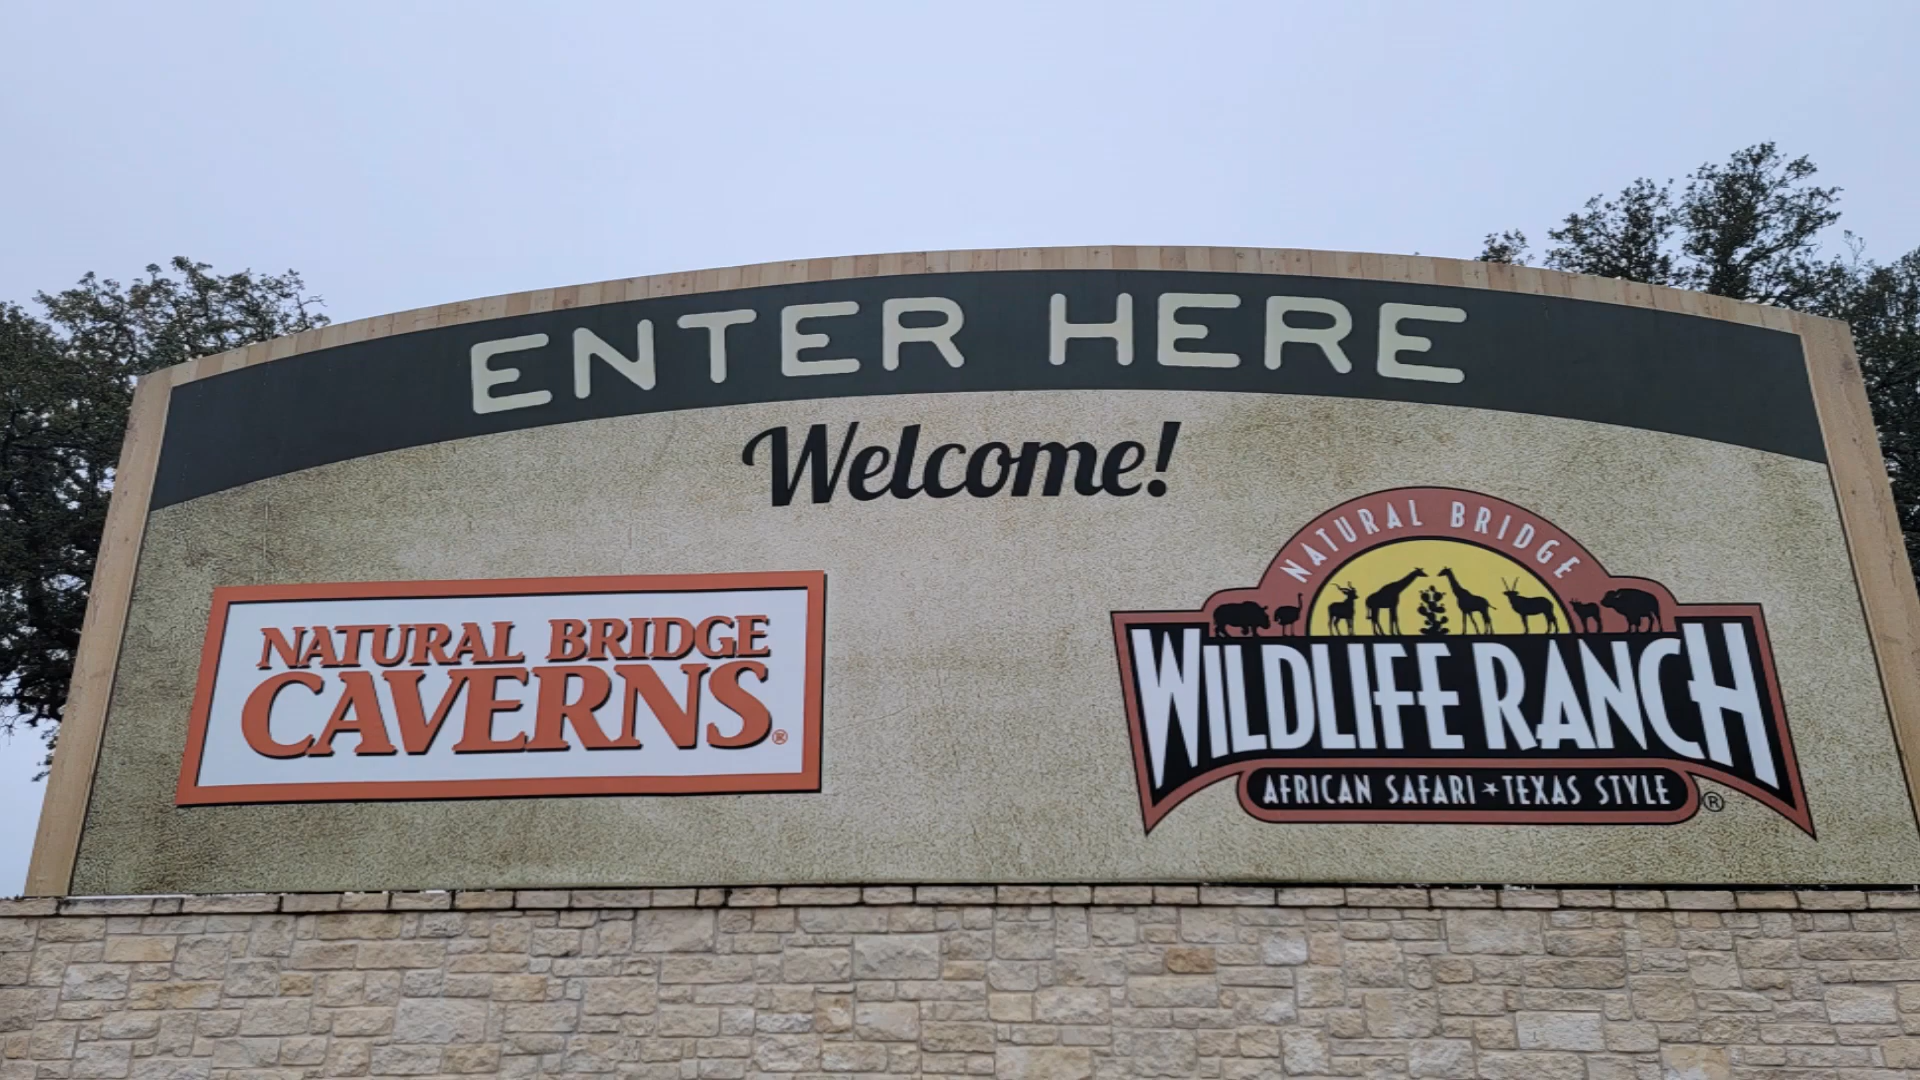 ENTER HERE
Welcome!
NATURAL BRIDGE
CAVERNS®
NATURAL BRIDGE
WILDLIFE RANCH
AFRICAN SAFARI ★ TEXAS STYLE ®